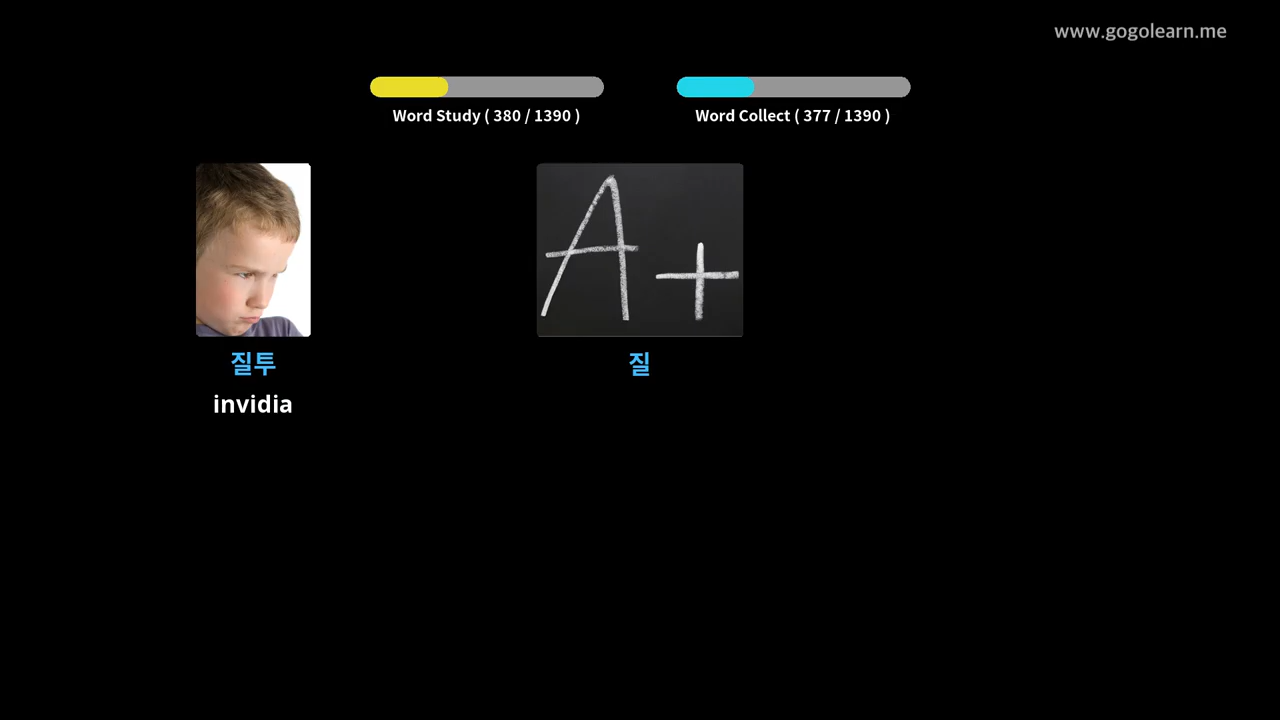 www.gogolearn.me
Word Study ( 380 / 1390 )
Word Collect ( 377 / 1390 )
A+
질투
질
invidia